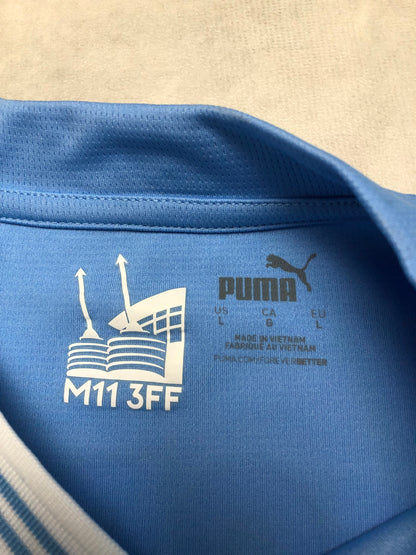 PUMA
US CA EU
L G L
MADE IN VIETNAM
FABRIQUÉ AU VIETNAM
PUMA.COM/FOREVERBETTER
M11 3FF